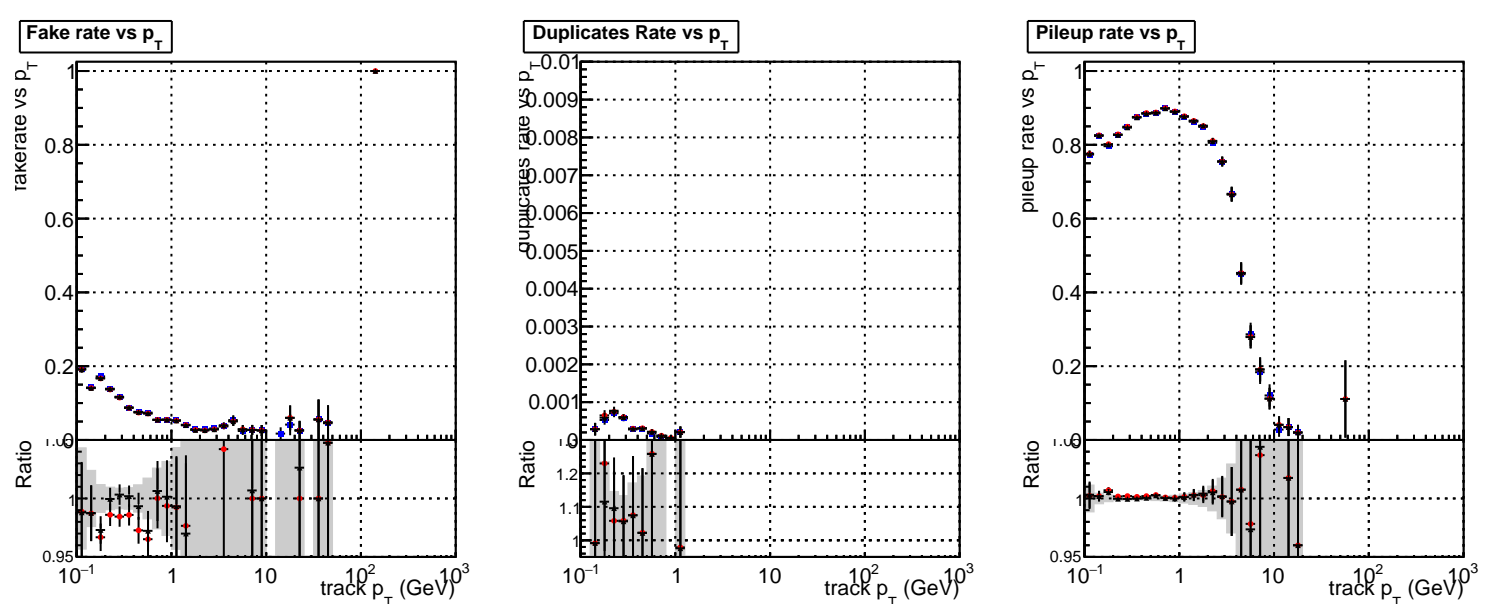 Fake rate vs p_T
fakerate vs p_T
1
0.8
0.6
0.4
0.2
Ratio
1
0.95
10^−1 1 10 10^2 10^3
track p_T (GeV)
Duplicates Rate vs p_T
duplicates rate vs p_T
0.01
0.009
0.008
0.007
0.006
0.005
0.004
0.003
0.002
0.001
Ratio
1.2
1.1
1
10^−1 1 10 10^2 10^3
track p_T (GeV)
Pileup rate vs p_T
pileup rate vs p_T
1
0.8
0.6
0.4
0.2
Ratio
1
0.95
10^−1 1 10 10^2 10^3
track p_T (GeV)